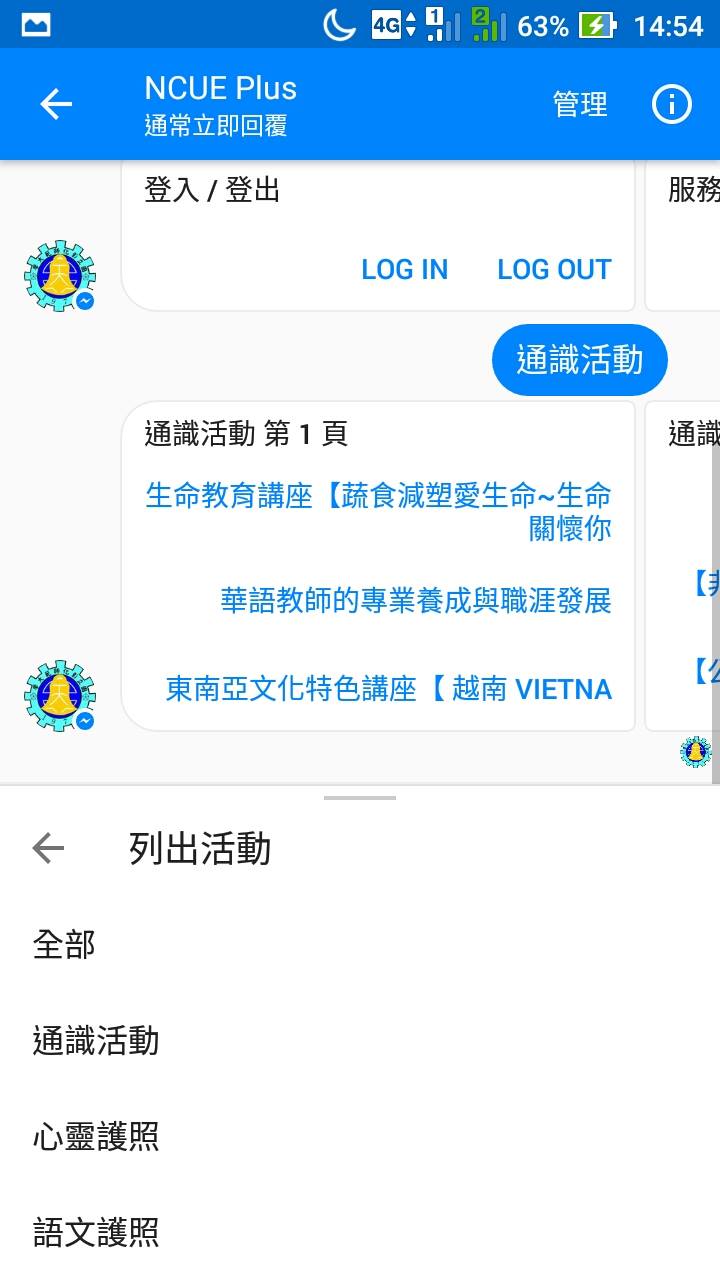 4G 1 2 63% 14:54
NCUE Plus
通常立即回覆
管理
登入 / 登出
服務
LOG IN LOG OUT
通識活動
通識活動 第 1 頁
通識
生命教育講座【蔬食減塑愛生命~生命
關懷你
【非
華語教師的專業養成與職涯發展
【公
東南亞文化特色講座【 越南 VIETNA
列出活動
全部
通識活動
心靈護照
語文護照